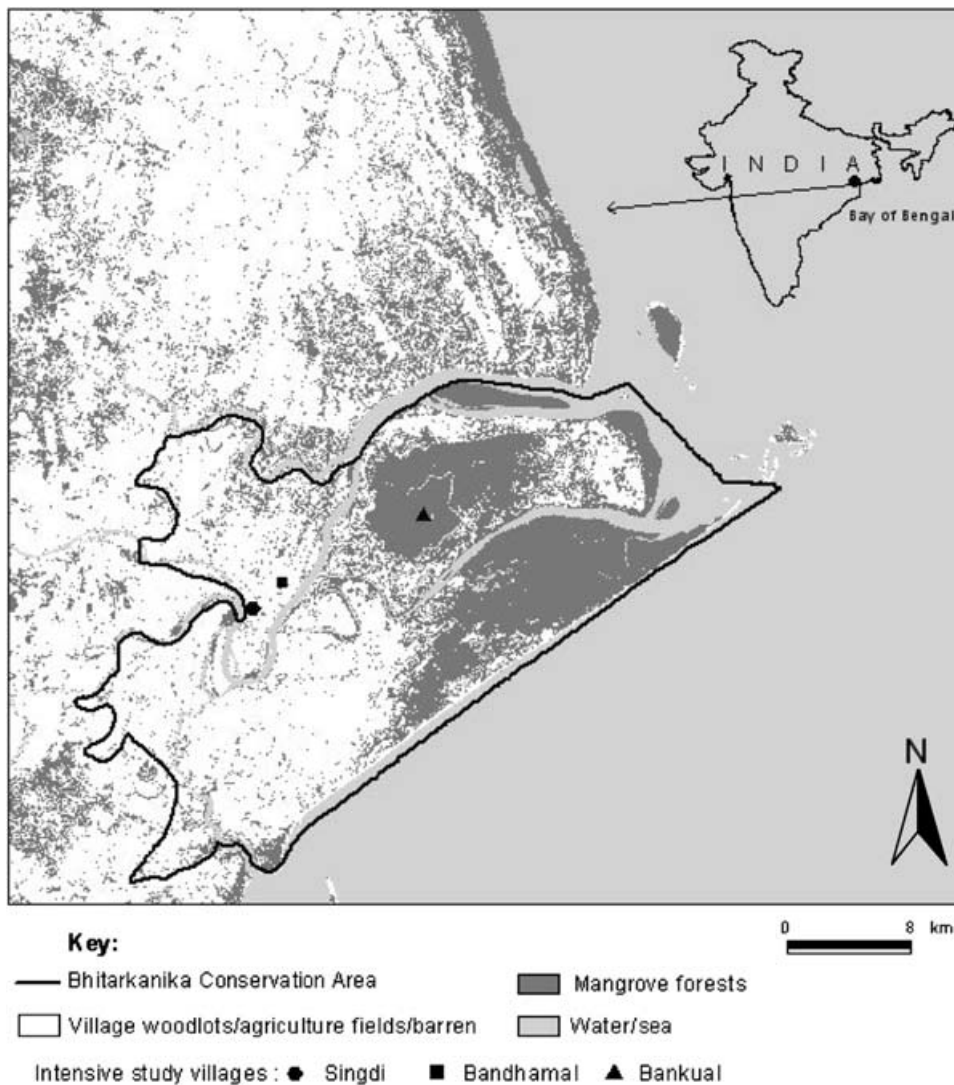 I N D I A
Bay of Bengal
N
0 8 km
Key:
Bhitarkanika Conservation Area
Mangrove forests
Village woodlots/agriculture fields/barren
Water/sea
Intensive study villages : Singdi Bandhamal Bankual